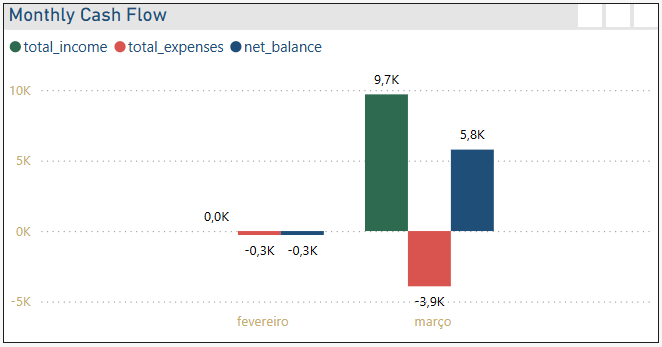 Monthly Cash Flow
total_income total_expenses net_balance
9,7K
10K
5,8K
5K
0,0K
0K
-0,3K -0,3K
-3,9K
-5K
fevereiro março